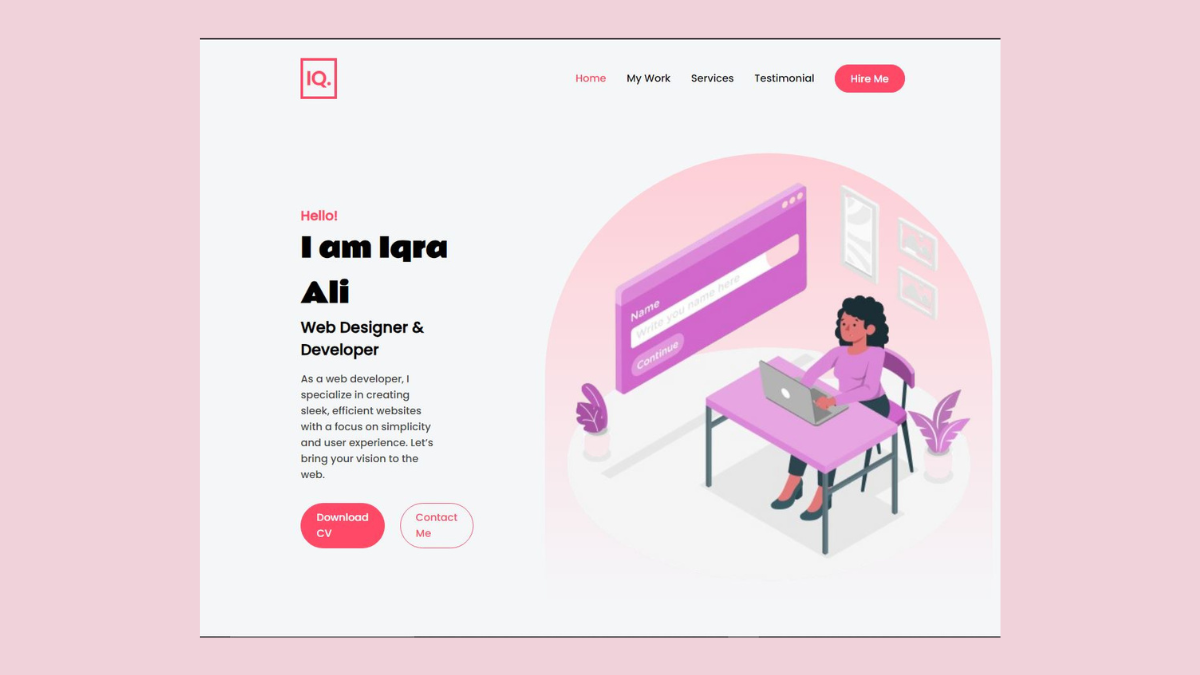 IQ.
Home My Work Services Testimonial Hire Me
Hello!
I am Iqra
Ali
Web Designer &
Developer
As a web developer, I
specialize in creating
sleek, efficient websites
with a focus on simplicity
and user experience. Let's
bring your vision to the
web.
Download
CV
Contact
Me
Name
Write you name here
Continue